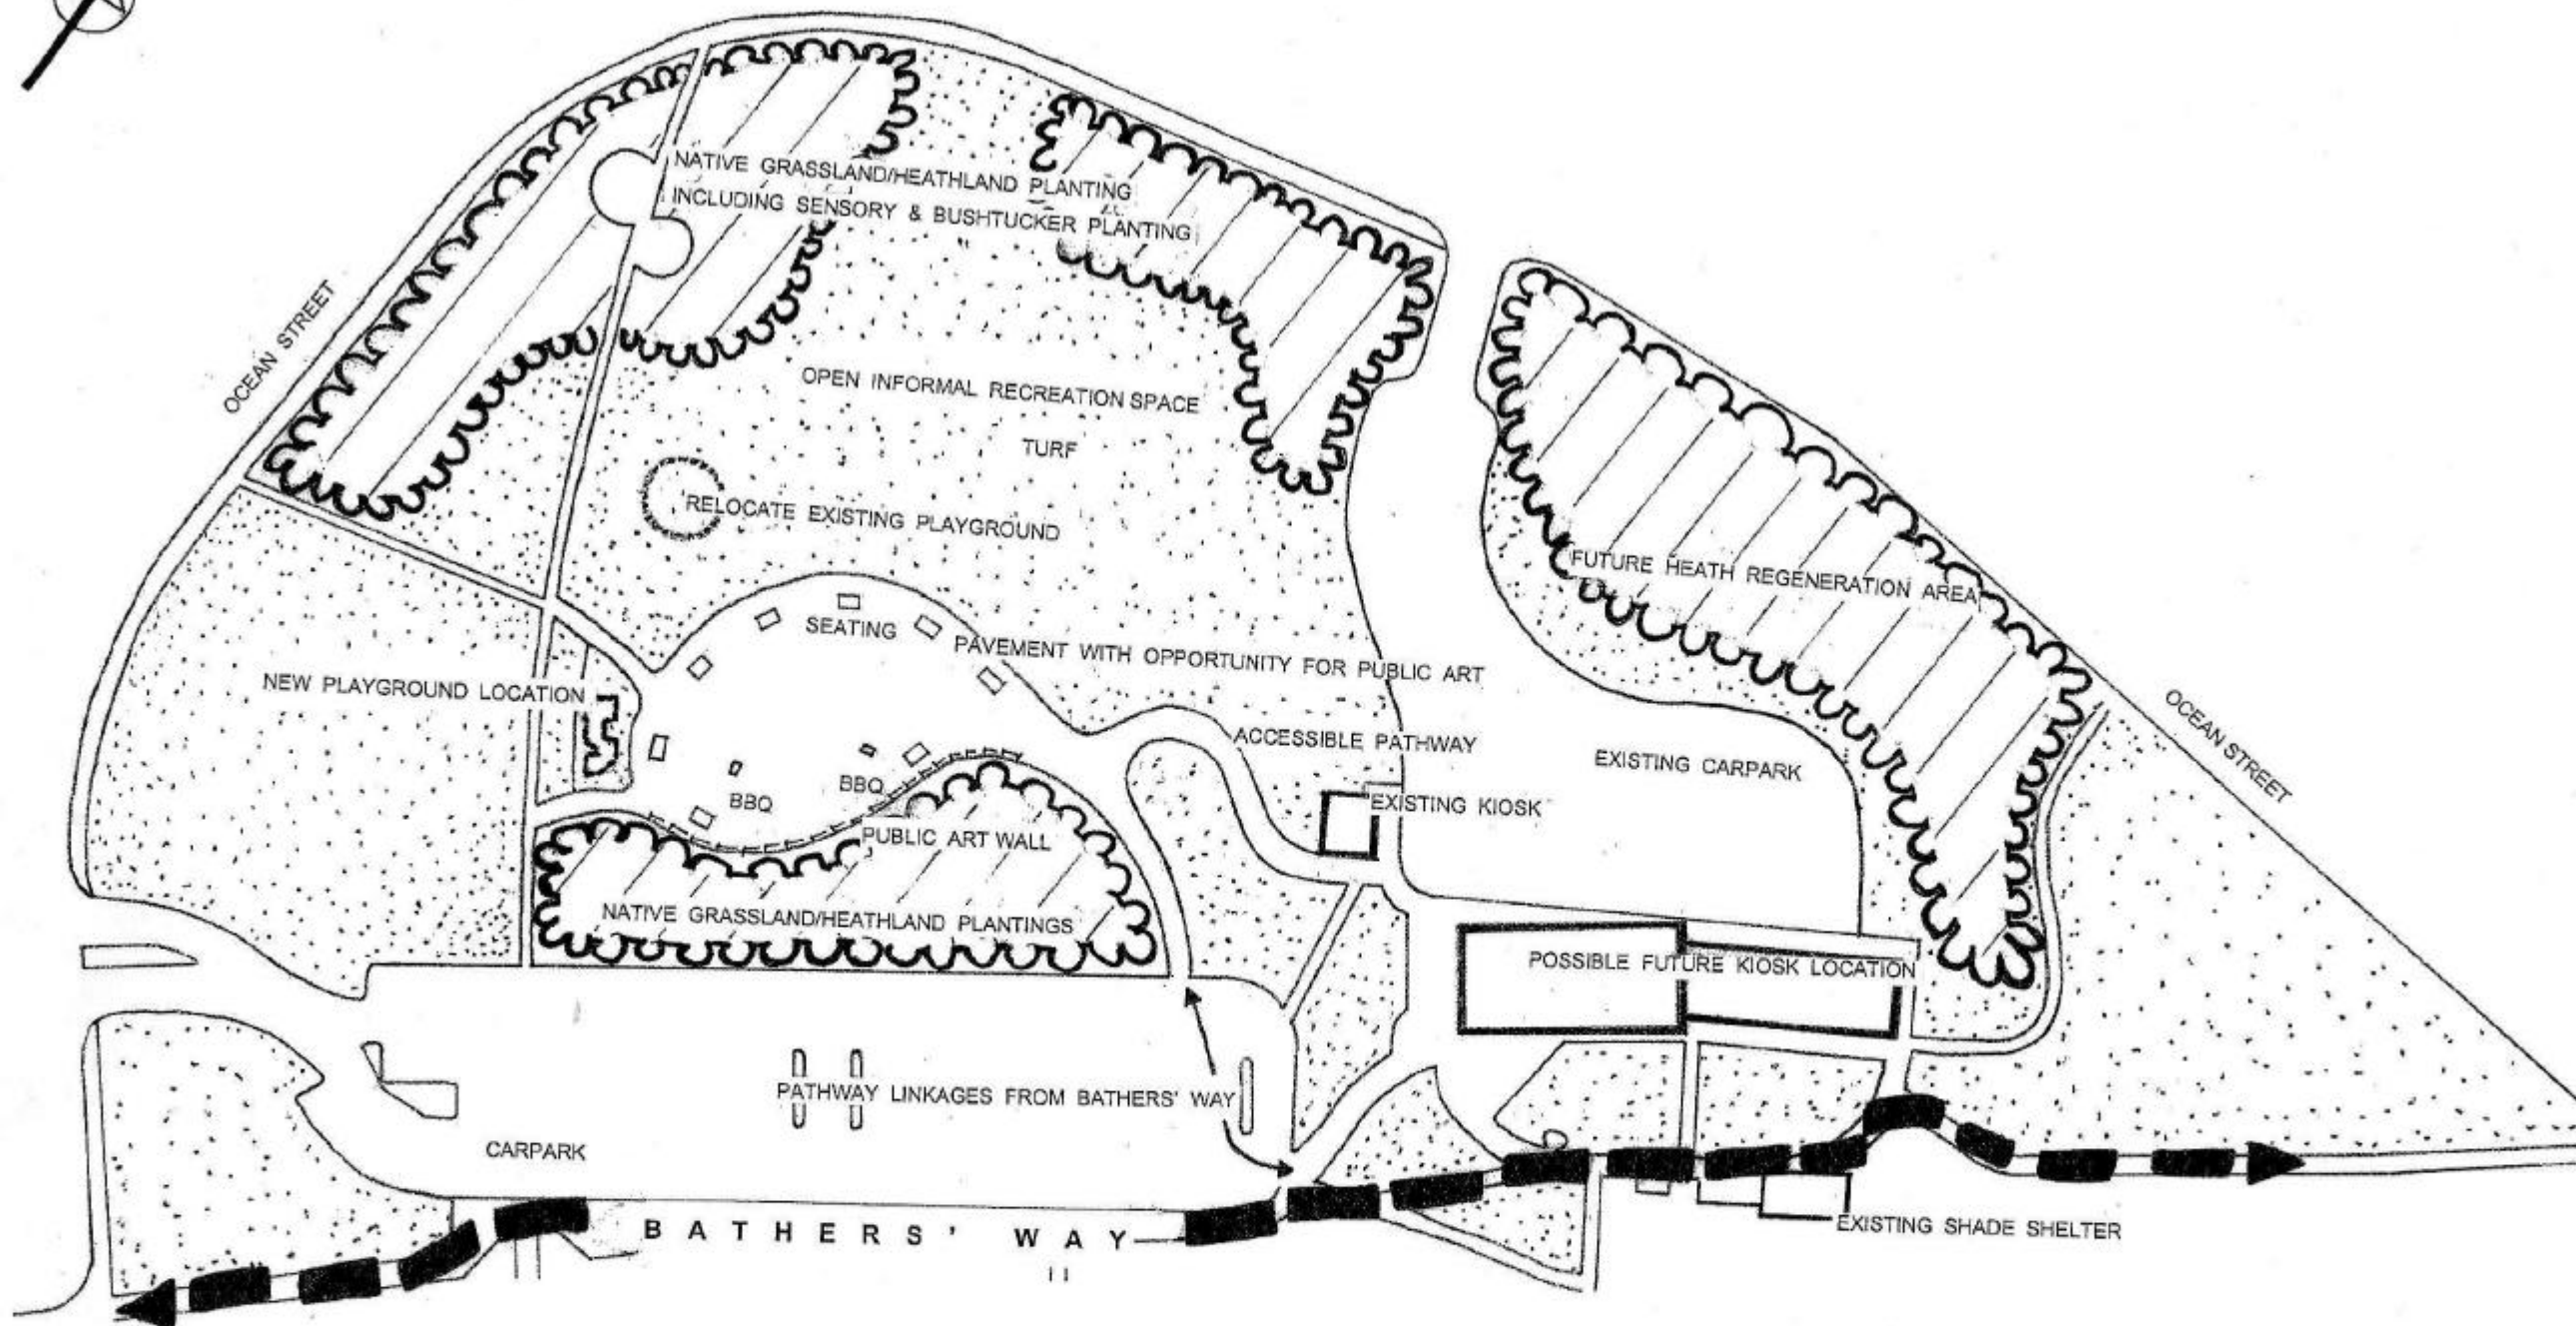 NATIVE GRASSLAND/HEATHLAND PLANTING
INCLUDING SENSORY & BUSHTUCKER PLANTING
OCEAN STREET
OPEN INFORMAL RECREATION SPACE
TURF
RELOCATE EXISTING PLAYGROUND
FUTURE HEATH REGENERATION AREA
SEATING
PAVEMENT WITH OPPORTUNITY FOR PUBLIC ART
NEW PLAYGROUND LOCATION
OCEAN STREET
ACCESSIBLE PATHWAY
EXISTING CARPARK
BBQ
BBQ
EXISTING KIOSK
PUBLIC ART WALL
NATIVE GRASSLAND/HEATHLAND PLANTINGS
POSSIBLE FUTURE KIOSK LOCATION
PATHWAY LINKAGES FROM BATHERS' WAY
CARPARK
BATHERS' WAY
EXISTING SHADE SHELTER